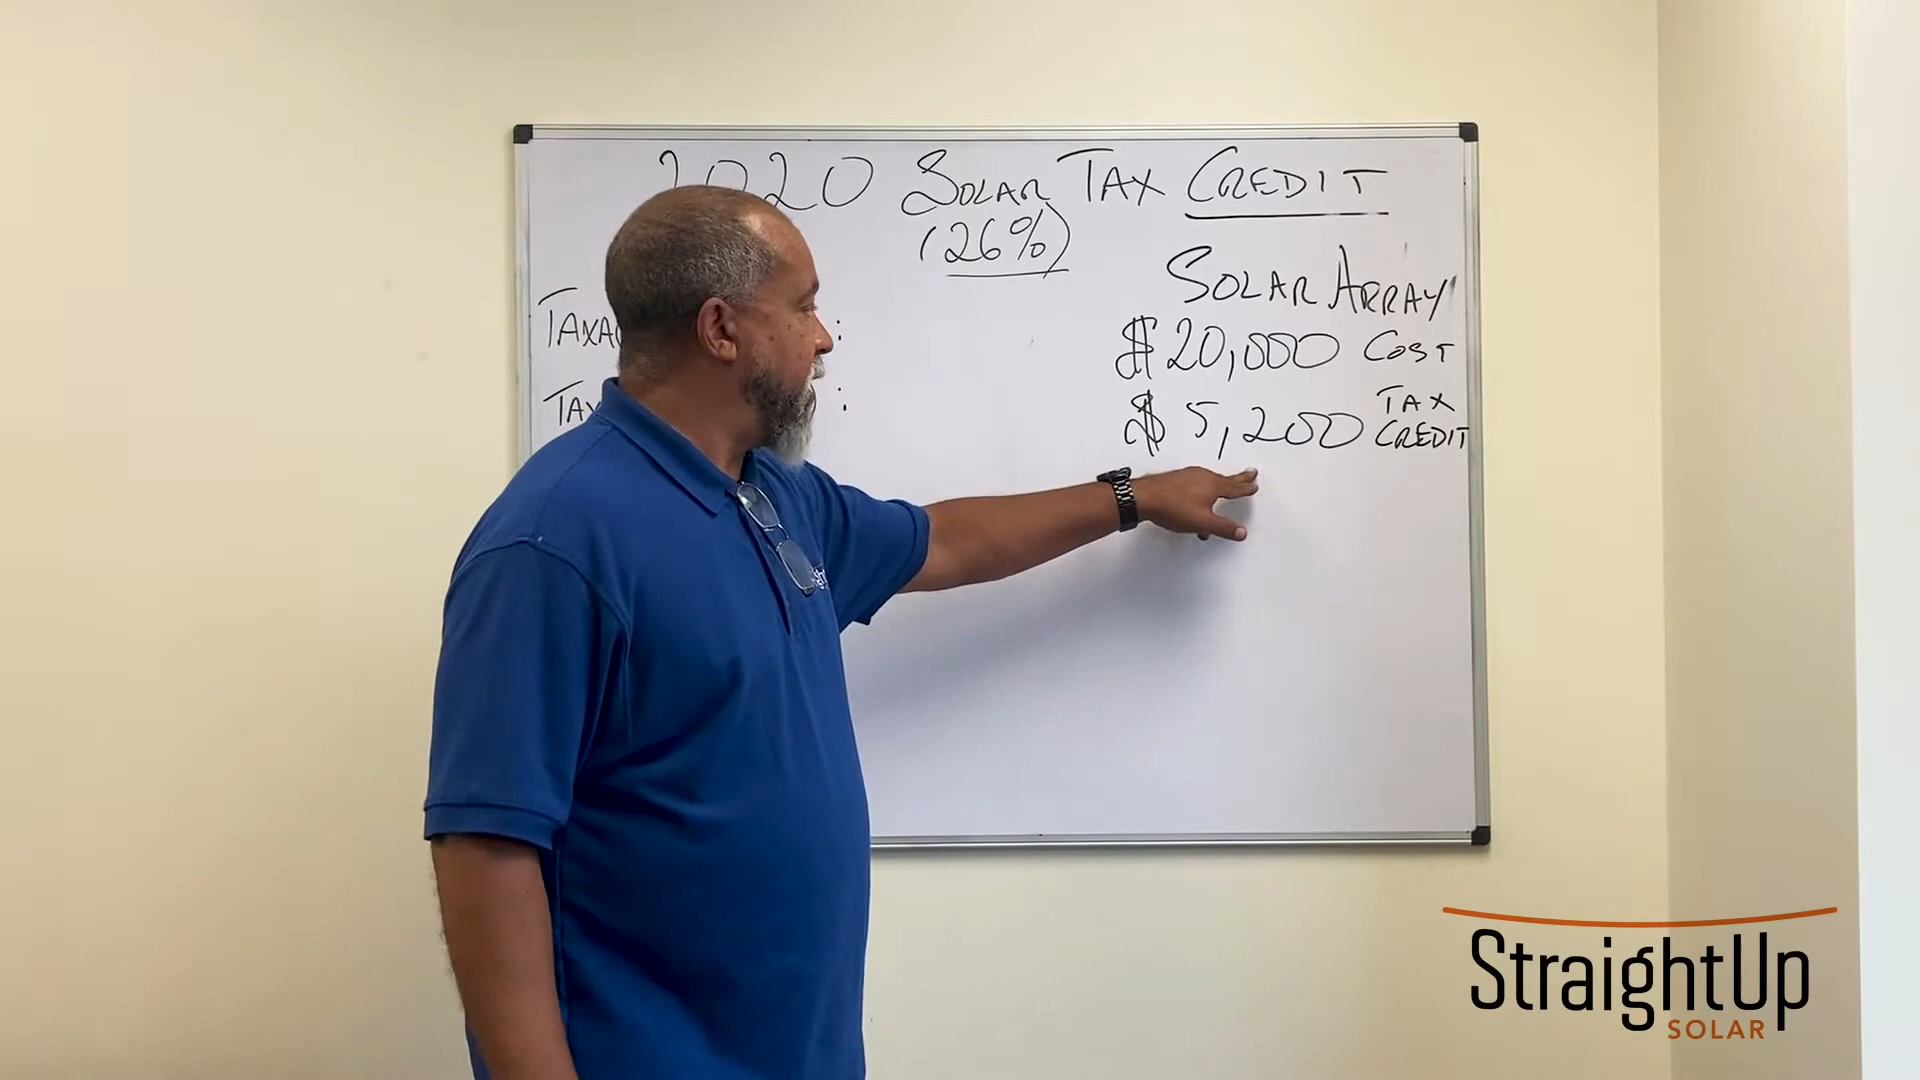 2020 SOLAR TAX CREDIT
(26%)
SOLAR ARRAY
:
$20,000 COST
:
$ 5,200 TAX CREDIT
StraightUp
SOLAR